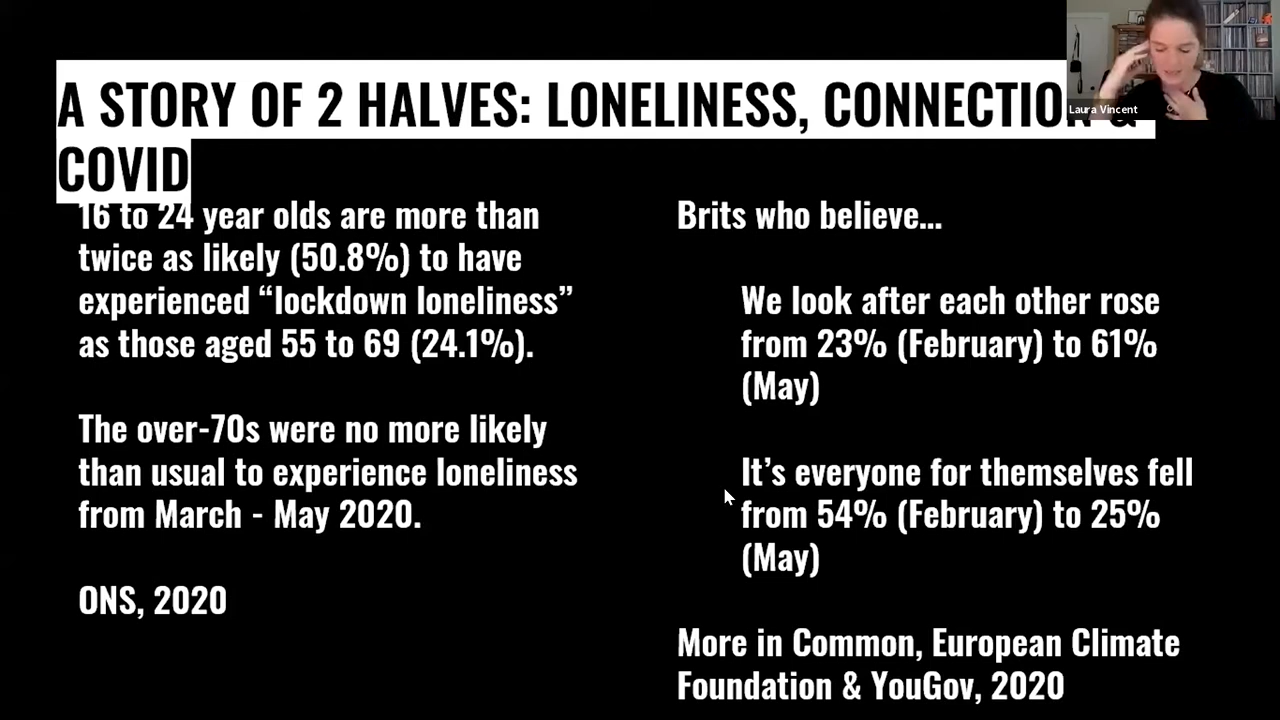 A STORY OF 2 HALVES: LONELINESS, CONNECTION &
COVID
Laura Vincent
16 to 24 year olds are more than
twice as likely (50.8%) to have
experienced “lockdown loneliness”
as those aged 55 to 69 (24.1%).
The over-70s were no more likely
than usual to experience loneliness
from March - May 2020.
ONS, 2020
Brits who believe...
We look after each other rose
from 23% (February) to 61%
(May)
It’s everyone for themselves fell
from 54% (February) to 25%
(May)
More in Common, European Climate
Foundation & YouGov, 2020